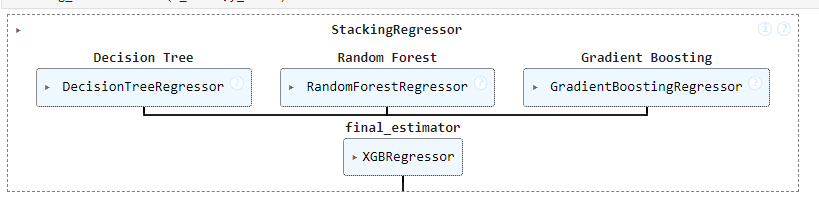 StackingRegressor
i ?
Decision Tree Random Forest Gradient Boosting
▸ DecisionTreeRegressor ? ▸ RandomForestRegressor ? ▸ GradientBoostingRegressor ?
final_estimator
▸ XGBRegressor